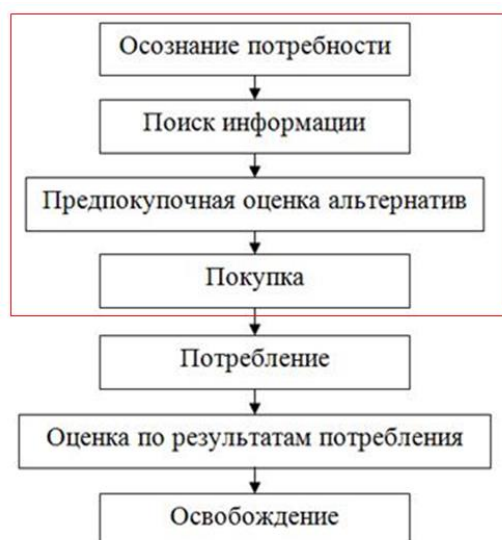 Осознание потребности
Поиск информации
Предпокупочная оценка альтернатив
Покупка
Потребление
Оценка по результатам потребления
Освобождение